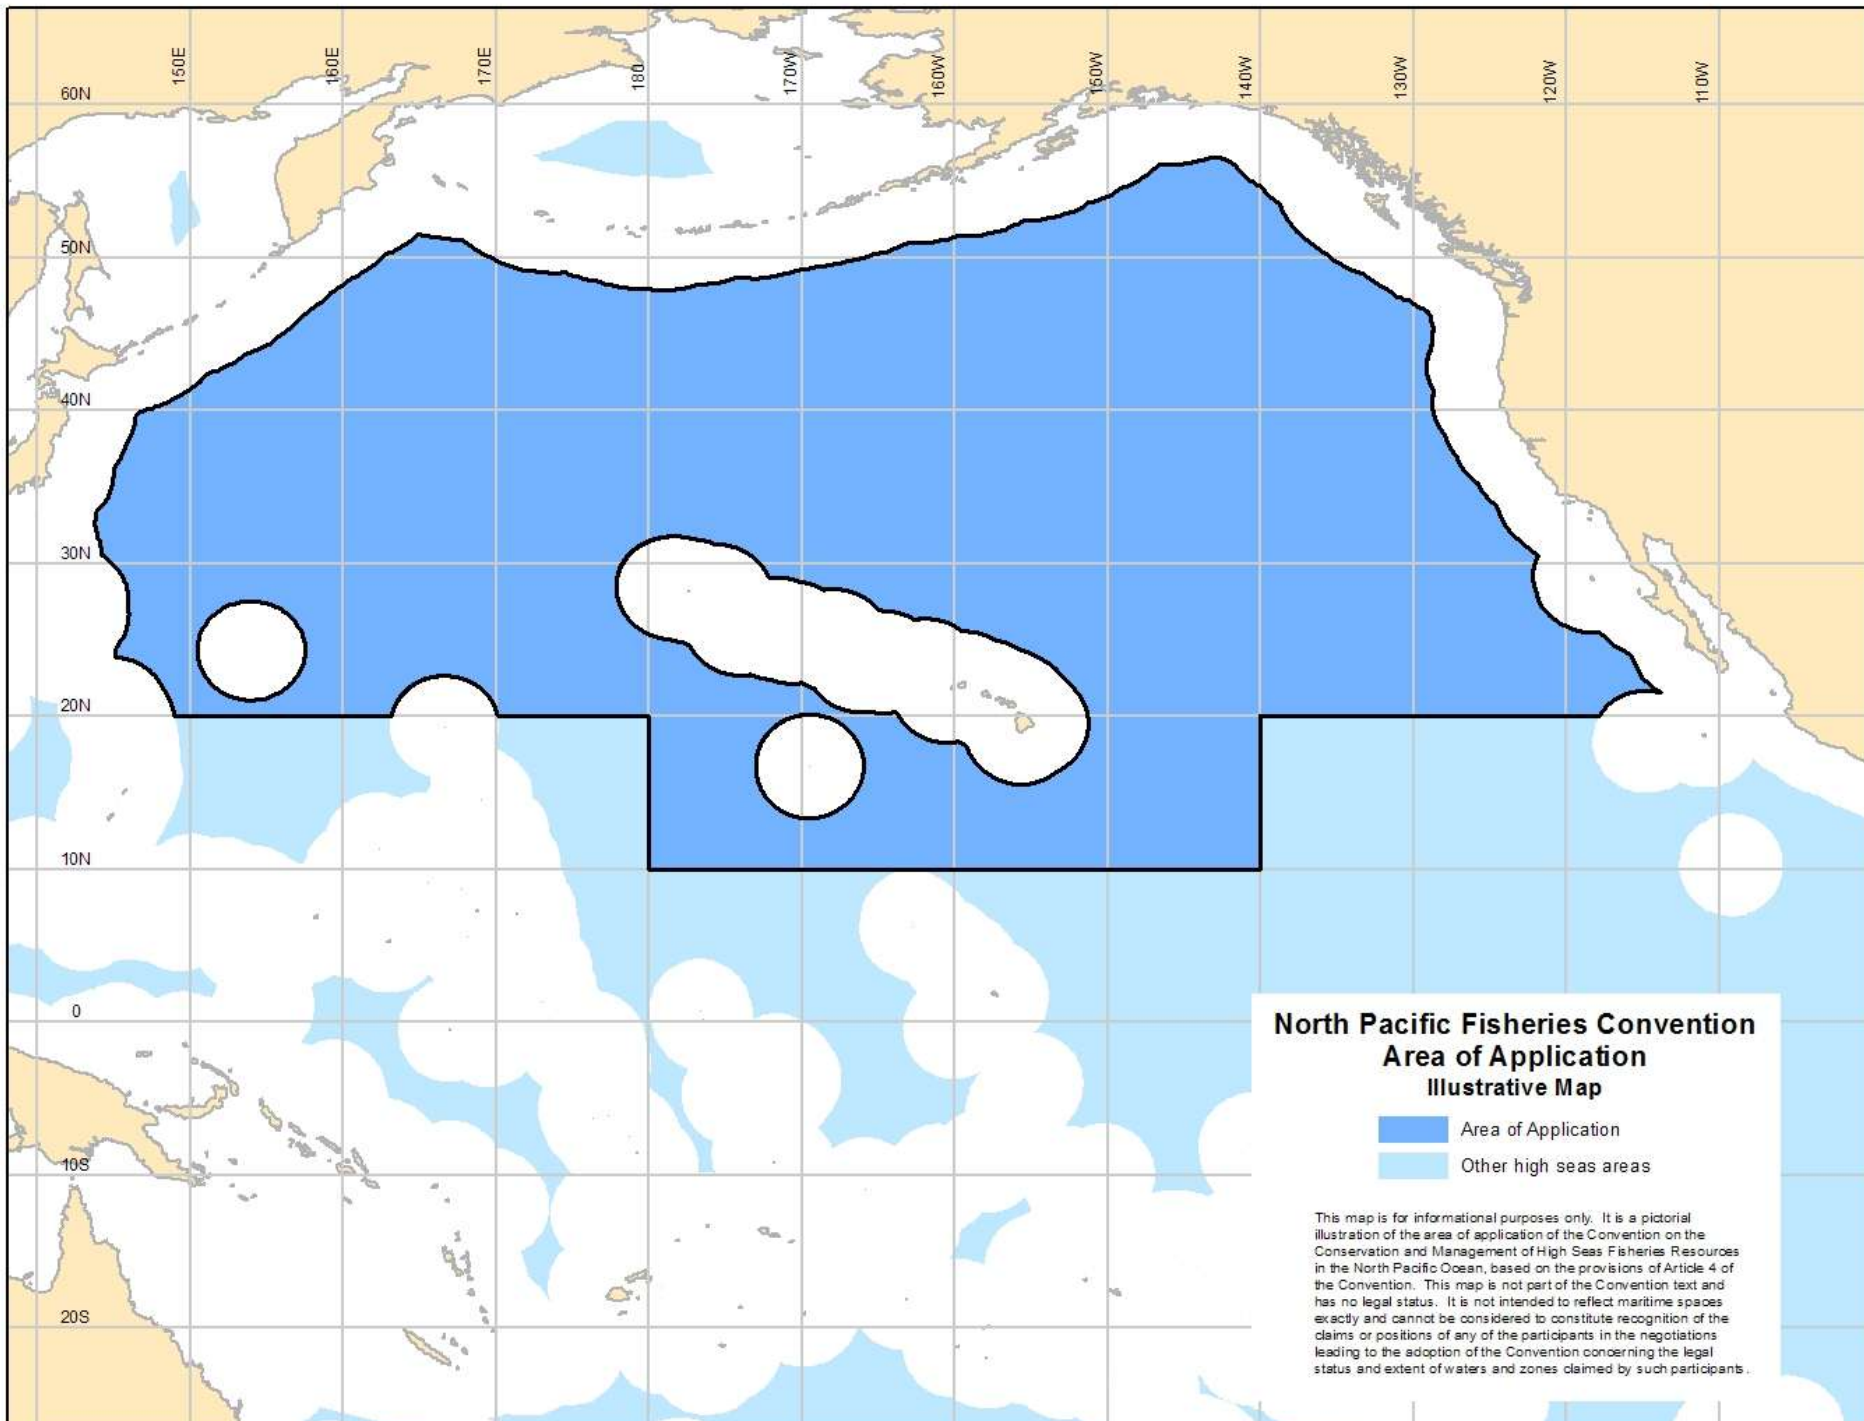 150E
160E
170E
180
170W
160W
150W
140W
130W
120W
110W
60N
50N
40N
30N
20N
10N
0
10S
20S
North Pacific Fisheries Convention
Area of Application
Illustrative Map
Area of Application
Other high seas areas
This map is for informational purposes only. It is a pictorial
illustration of the area of application of the Convention on the
Conservation and Management of High Seas Fisheries Resources
in the North Pacific Ocean, based on the provisions of Article 4 of
the Convention. This map is not part of the Convention text and
has no legal status. It is not intended to reflect maritime spaces
exactly and cannot be considered to constitute recognition of the
claims or positions of any of the participants in the negotiations
leading to the adoption of the Convention concerning the legal
status and extent of waters and zones claimed by such participants.